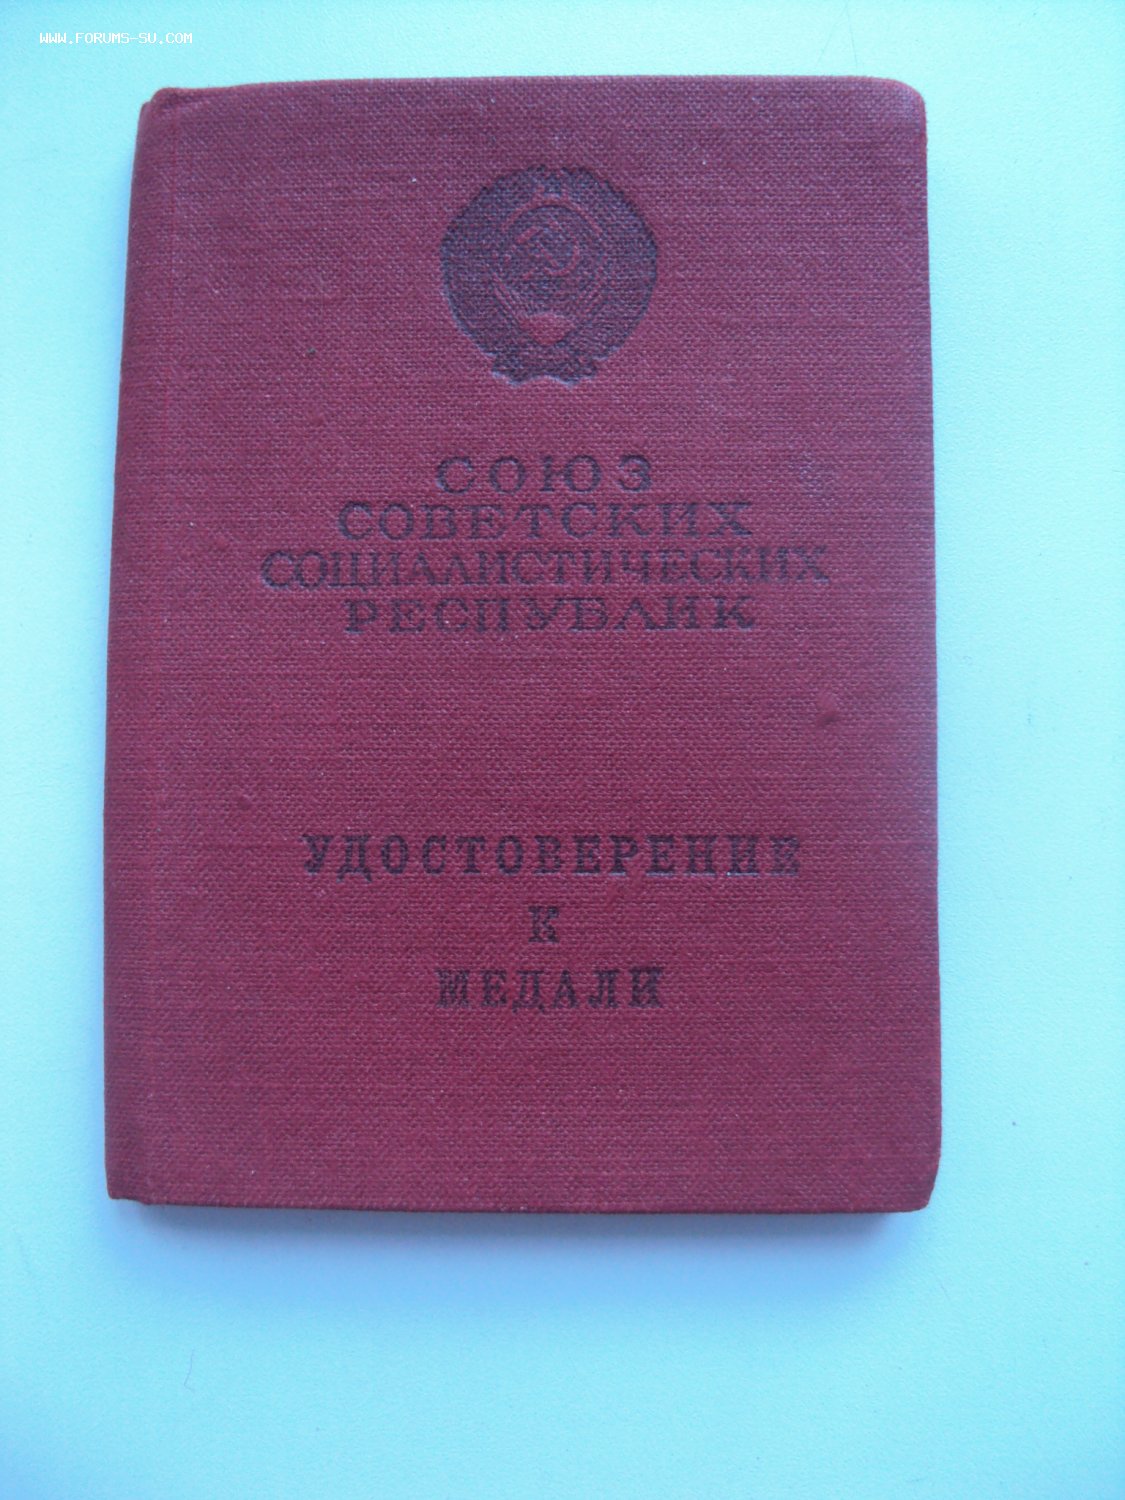 WWW.FORUMS-SU.COM
СОЮЗ
СОВЕТСКИХ
СОЦИАЛИСТИЧЕСКИХ
РЕСПУБЛИК
УДОСТОВЕРЕНИЕ
К
МЕДАЛИ